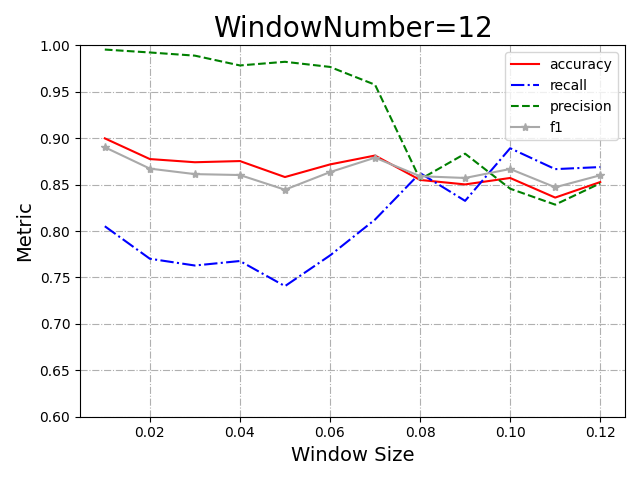 WindowNumber=12
1.00
0.95
0.90
0.85
0.80
0.75
0.70
0.65
0.60
Metric
accuracy
recall
precision
f1
0.02 0.04 0.06 0.08 0.10 0.12
Window Size